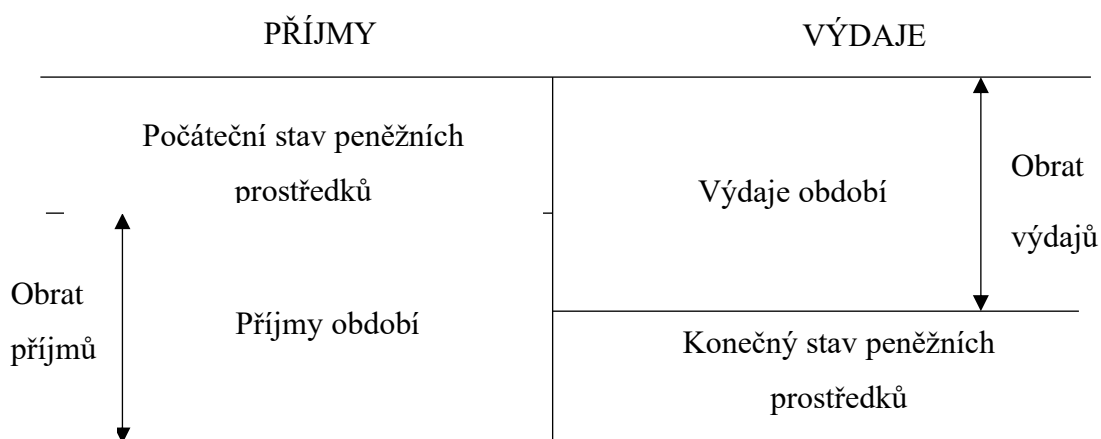 PŘÍJMY
VÝDAJE
Počáteční stav peněžních
prostředků
Výdaje období
Obrat
výdajů
Obrat
příjmů
Příjmy období
Konečný stav peněžních
prostředků